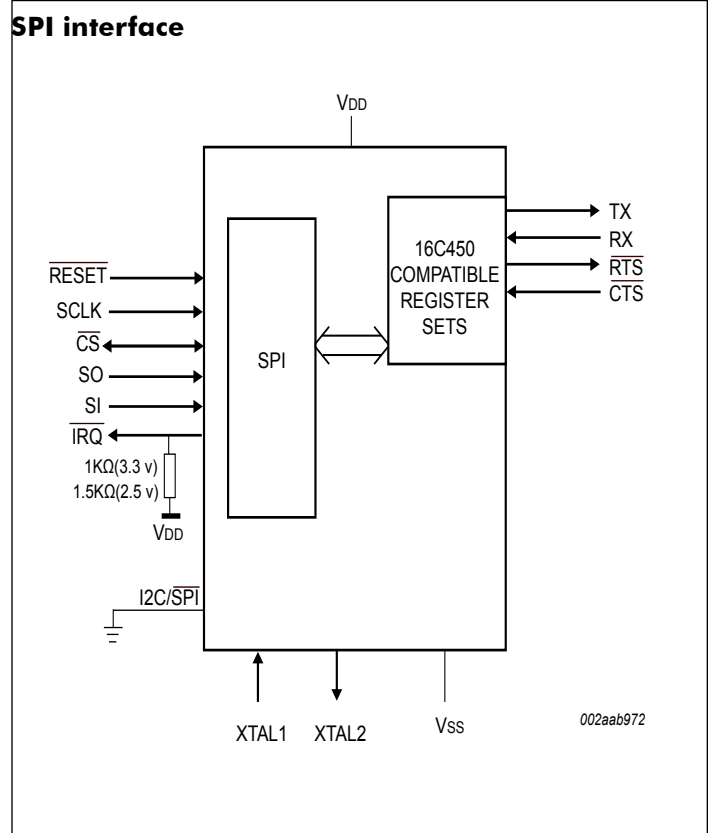 SPI interface
VDD
16C450
COMPATIBLE
REGISTER
SETS
TX
RX
RTS
CTS
RESET
SCLK
CS
SO
SI
IRQ
SPI
1KΩ(3.3 v)
1.5KΩ(2.5 v)
VDD
I2C/SPI
XTAL1
XTAL2
VSS
002aab972